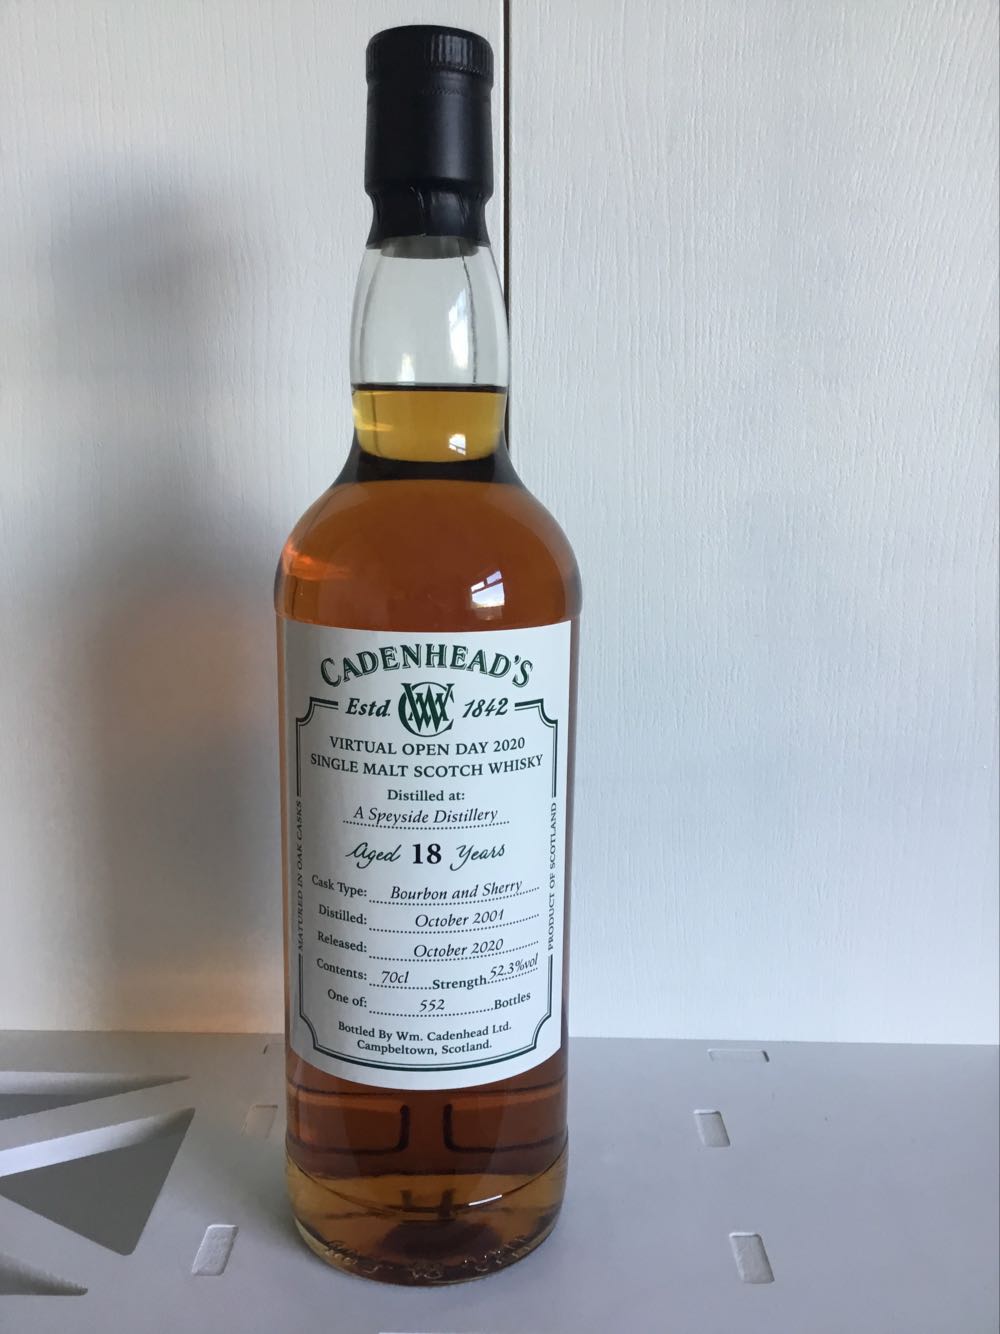 CADENHEAD'S
Estd. WC 1842
VIRTUAL OPEN DAY 2020
SINGLE MALT SCOTCH WHISKY
Distilled at:
A Speyside Distillery
Aged 18 Years
Cask Type: Bourbon and Sherry
Distilled: October 2001
Released: October 2020
Contents: 70cl Strength 52.3%vol
One of: 552 Bottles
Bottled By Wm. Cadenhead Ltd.
Campbeltown, Scotland.
MATURED IN OAK CASKS
PRODUCT OF SCOTLAND